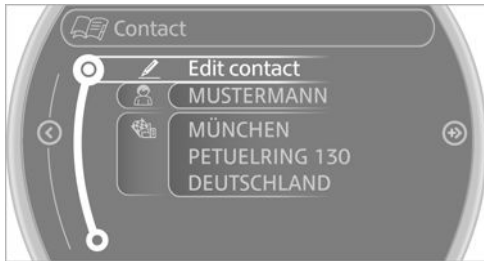 Contact
Edit contact
MUSTERMANN
MÜNCHEN
PETUELRING 130
DEUTSCHLAND